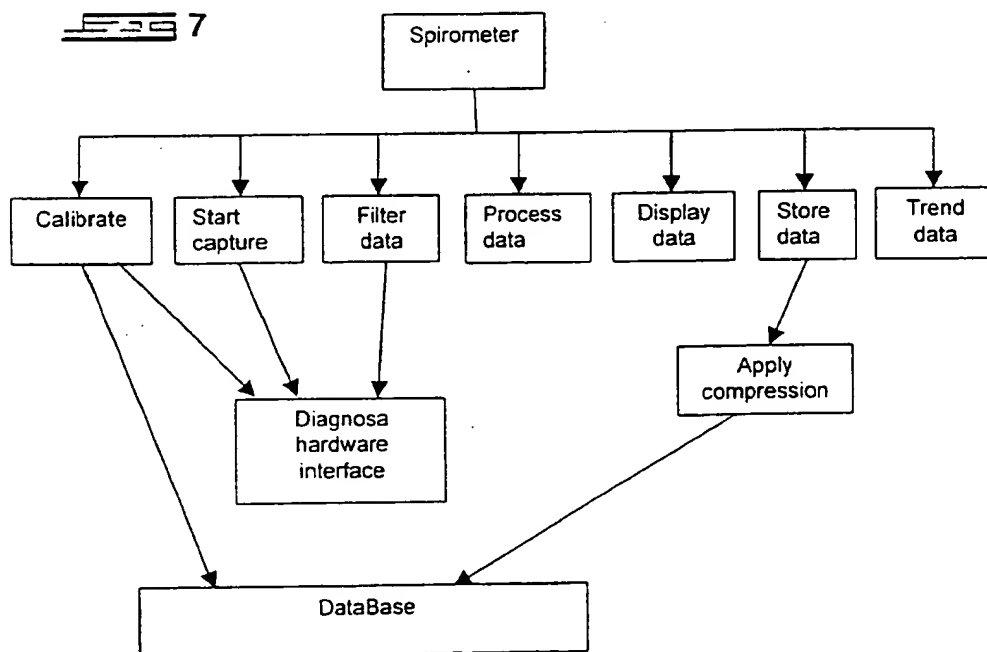 7
Spirometer
Calibrate
Start
capture
Filter
data
Process
data
Display
data
Store
data
Trend
data
Diagnosa
hardware
interface
Apply
compression
DataBase